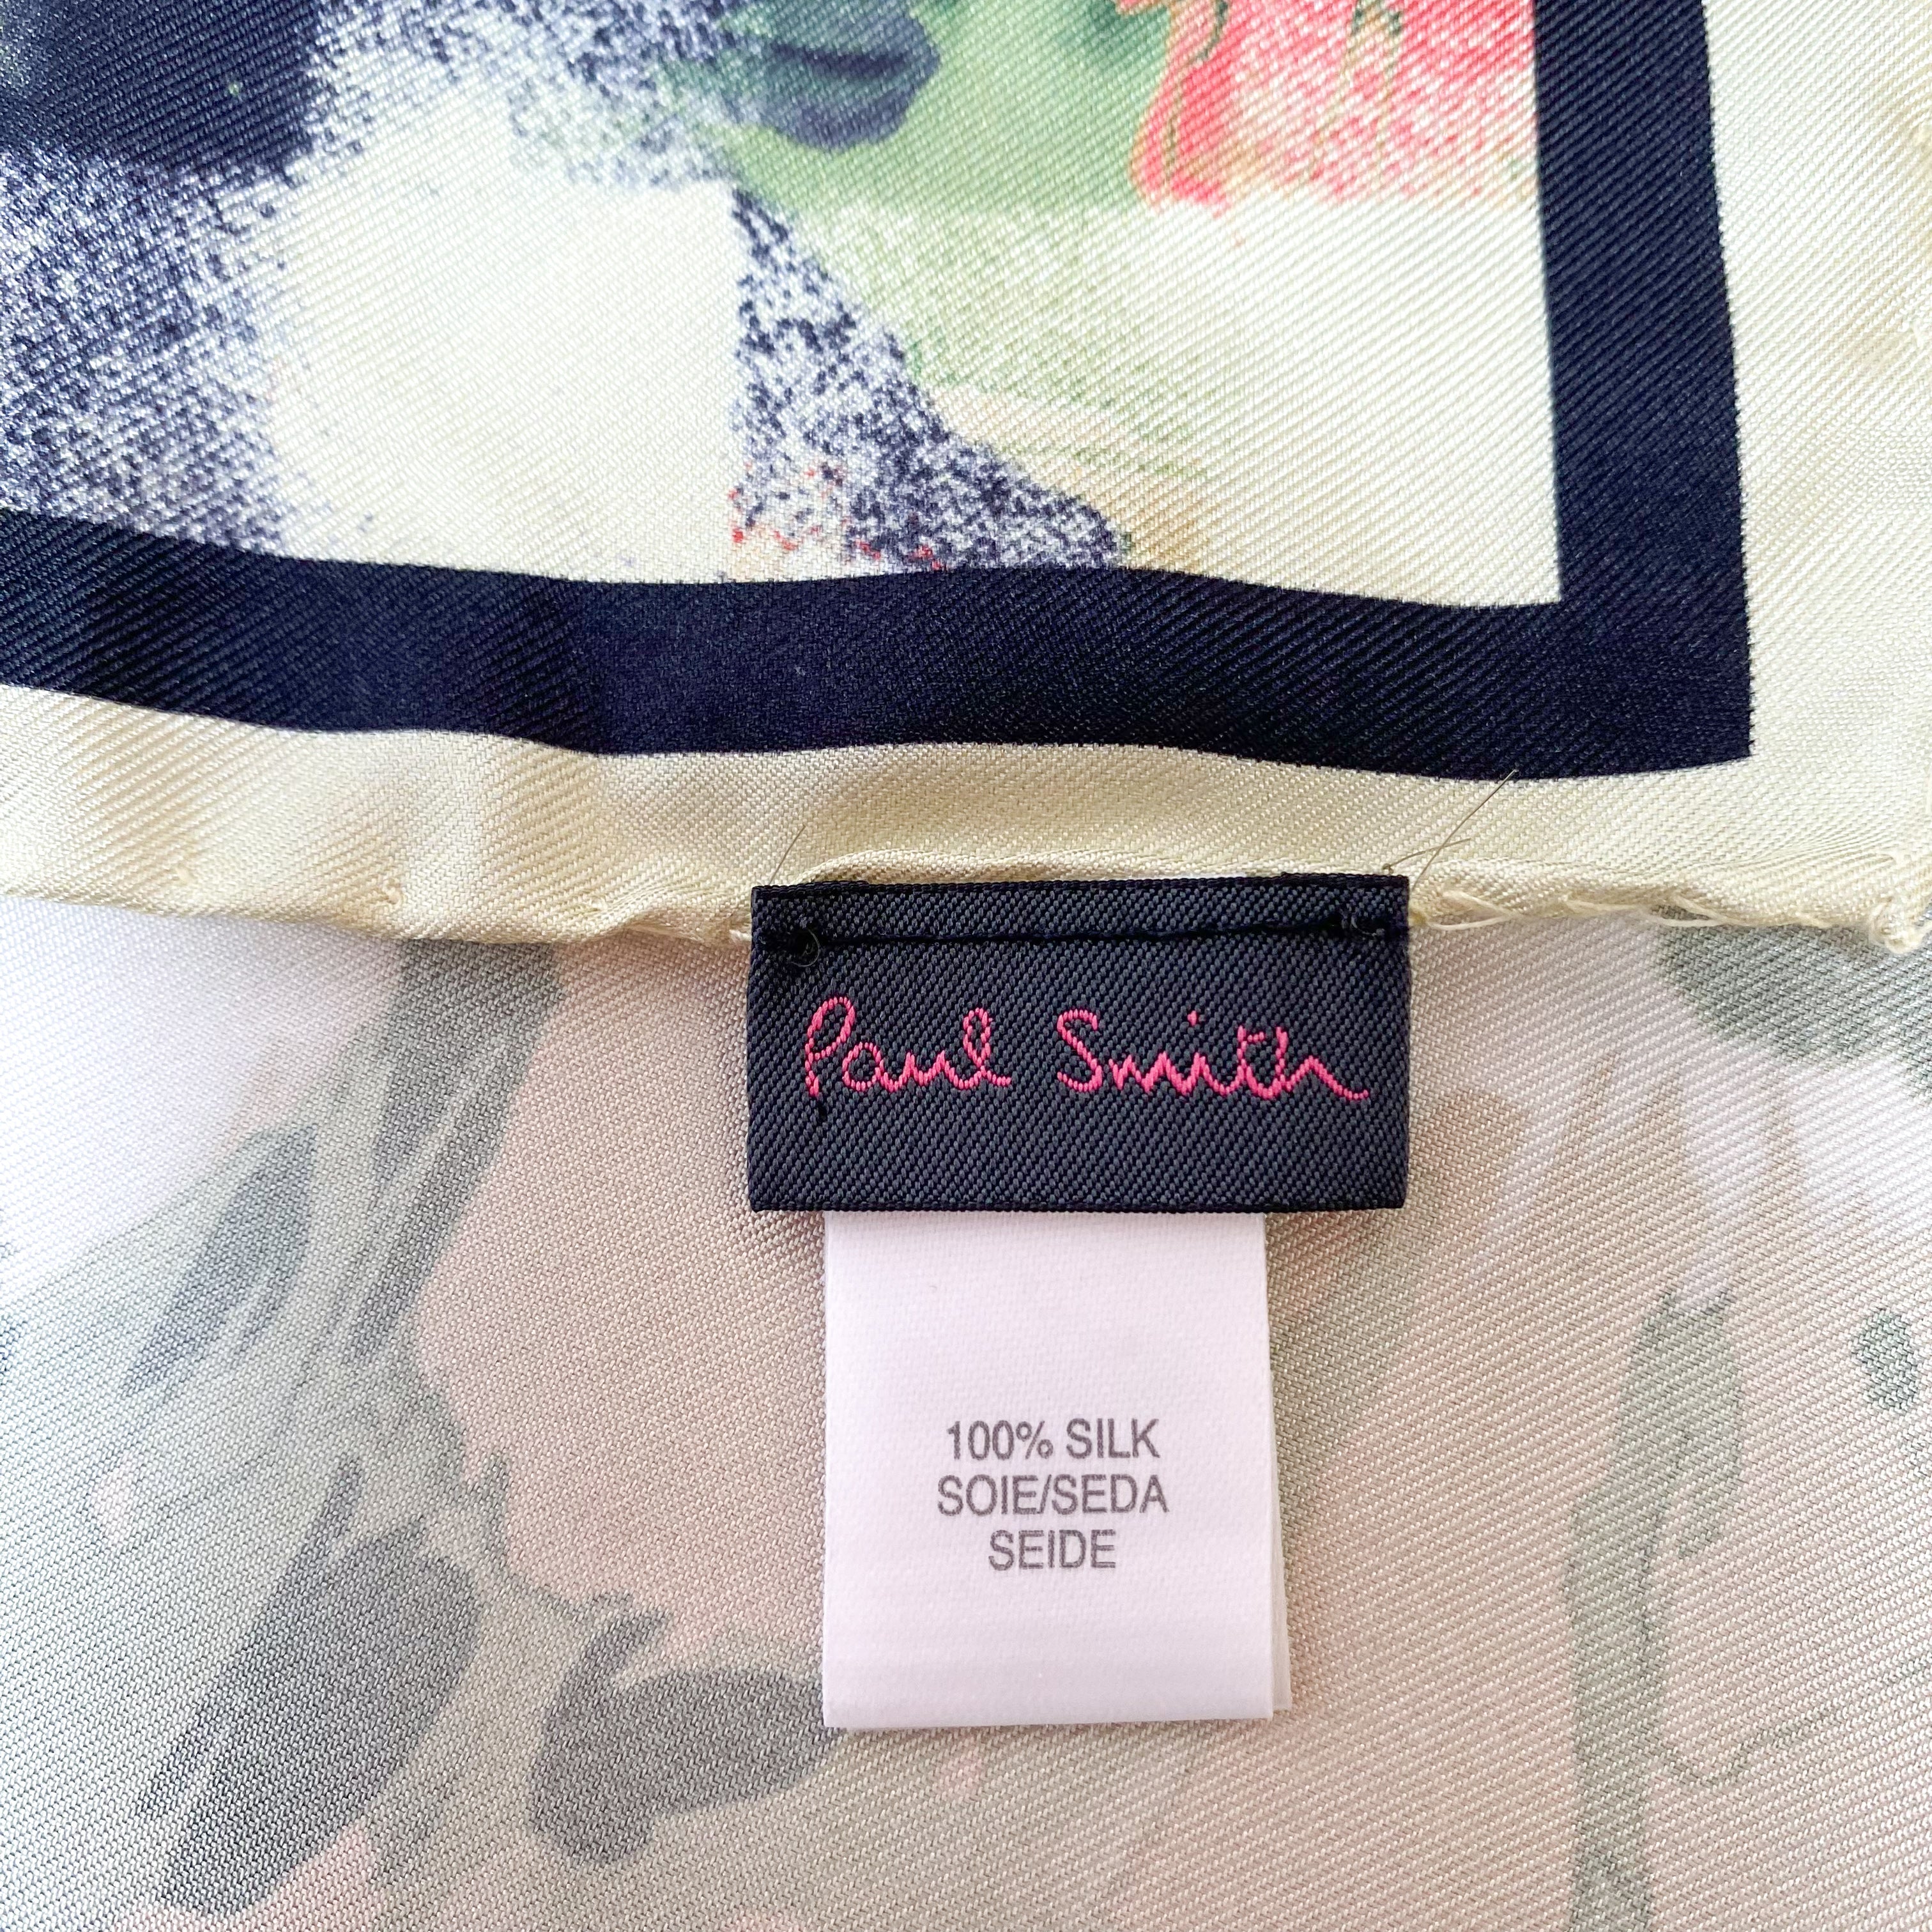 Paul Smith
100% SILK
SOIE/SEDA
SEIDE